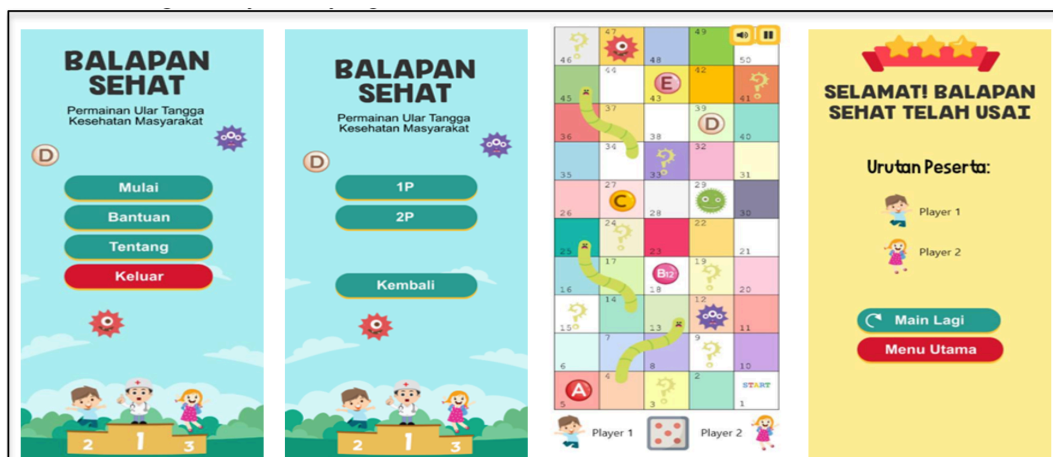 BALAPAN
SEHAT
Permainan Ular Tangga
Kesehatan Masyarakat
D
Mulai
Bantuan
Tentang
Keluar
2 1 3
BALAPAN
SEHAT
Permainan Ular Tangga
Kesehatan Masyarakat
D
1P
2P
Kembali
2 1 3
46 ? 47 48 49 50
45 44 E 43 42 ? 41
36 37 38 39 D 40
35 34 ? 33 32 31
26 27 C 28 29 30
25 24 ? 23 22 21
16 17 B12 18 19 ? 20
15 ? 14 13 12 11
6 7 8 9 ? 10
A 5 4 ? 3 2 START 1
Player 1 Player 2
SELAMAT! BALAPAN
SEHAT TELAH USAI
Urutan Peserta:
Player 1
Player 2
Main Lagi
Menu Utama